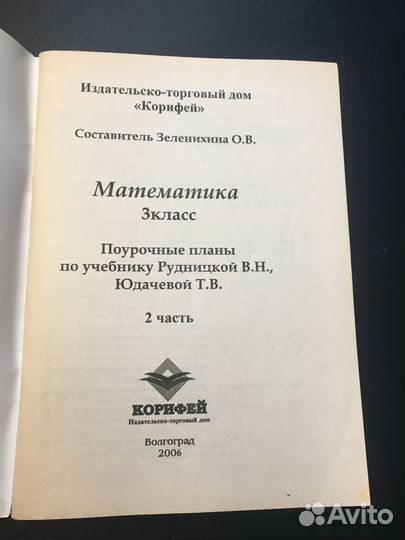 Издательско-торговый дом
«Корифей»
Составитель Зеленихина О.В.
Математика
3класс
Поурочные планы
по учебнику Рудницкой В.Н.,
Юдачевой Т.В.
2 часть
КОРИФЕЙ
Издательско-торговый дом
Волгоград
2006
Avito